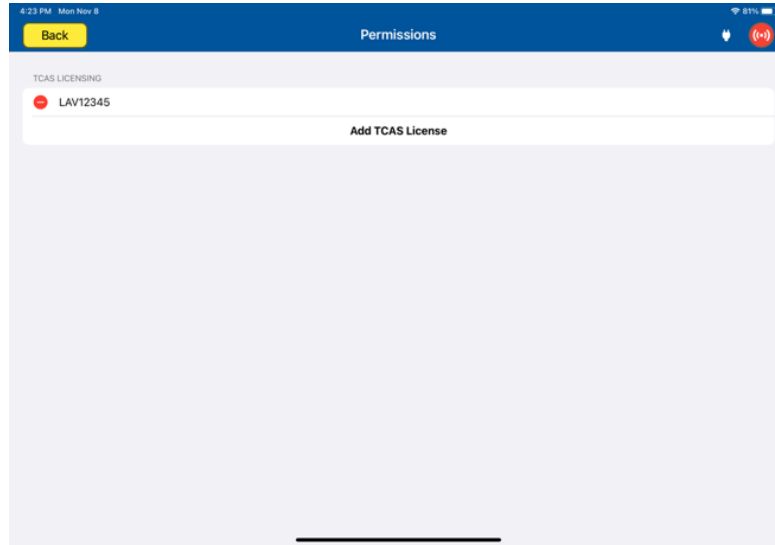 4:23 PM Mon Nov 8 81%
Back Permissions
TCAS LICENSING
LAV12345
Add TCAS License